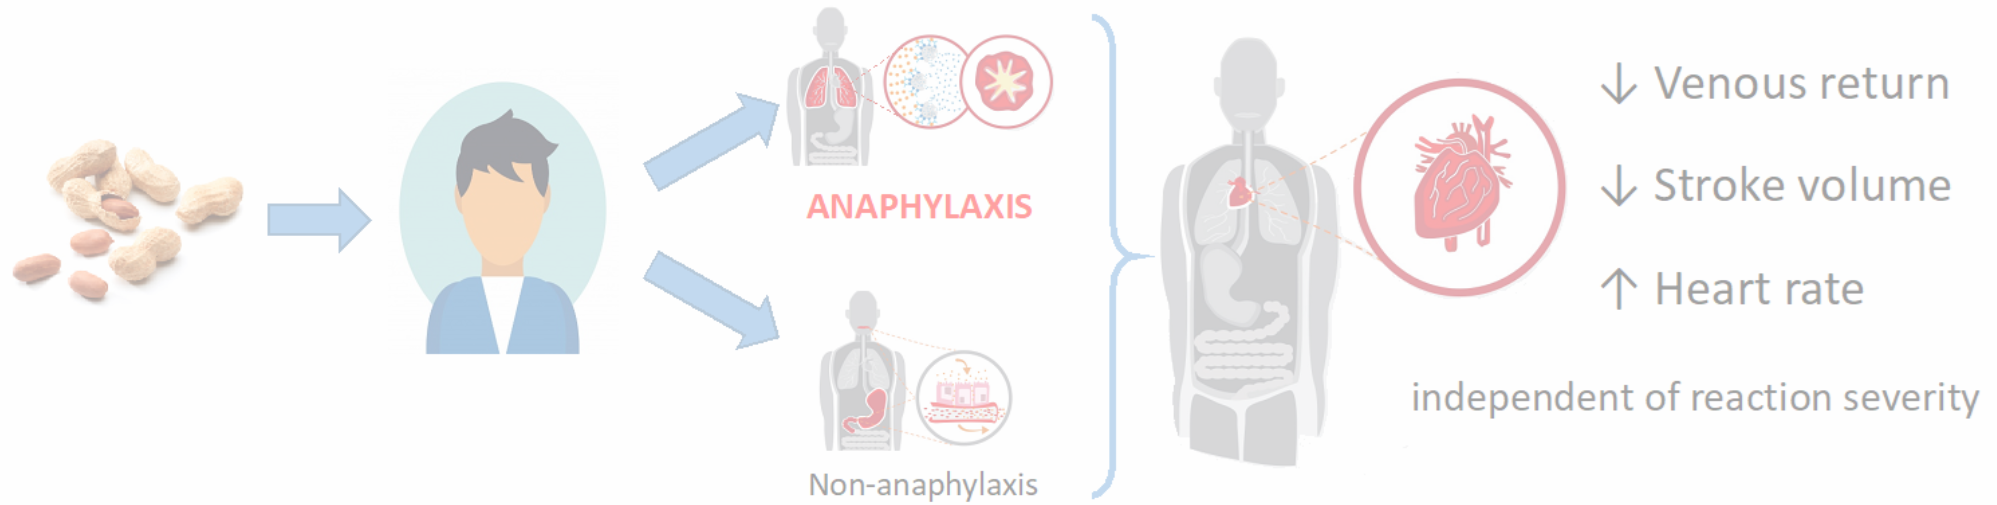 ANAPHYLAXIS
Non-anaphylaxis
↓ Venous return
↓ Stroke volume
↑ Heart rate
independent of reaction severity